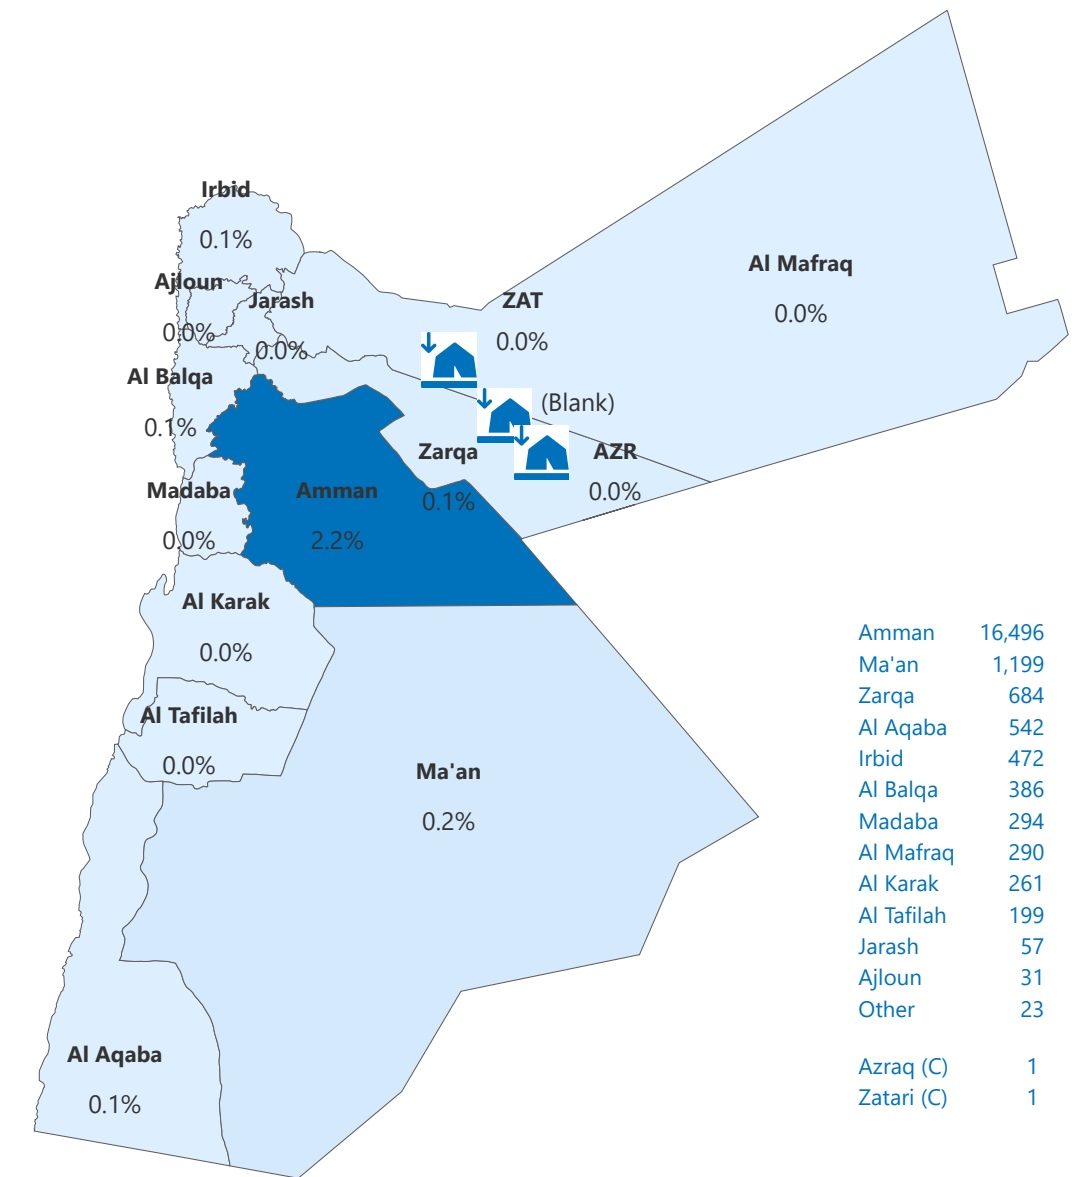 Irbid
0.1%
Ajloun
0.0%
Jarash
0.0%
ZAT
0.0%
Al Mafraq
0.0%
Al Balqa
0.1%
(Blank)
Zarqa
0.1%
AZR
0.0%
Madaba
0.0%
Amman
2.2%
Al Karak
0.0%
Al Tafilah
0.0%
Ma'an
0.2%
Al Aqaba
0.1%
Amman 16,496
Ma'an 1,199
Zarqa 684
Al Aqaba 542
Irbid 472
Al Balqa 386
Madaba 294
Al Mafraq 290
Al Karak 261
Al Tafilah 199
Jarash 57
Ajloun 31
Other 23
Azraq (C) 1
Zatari (C) 1